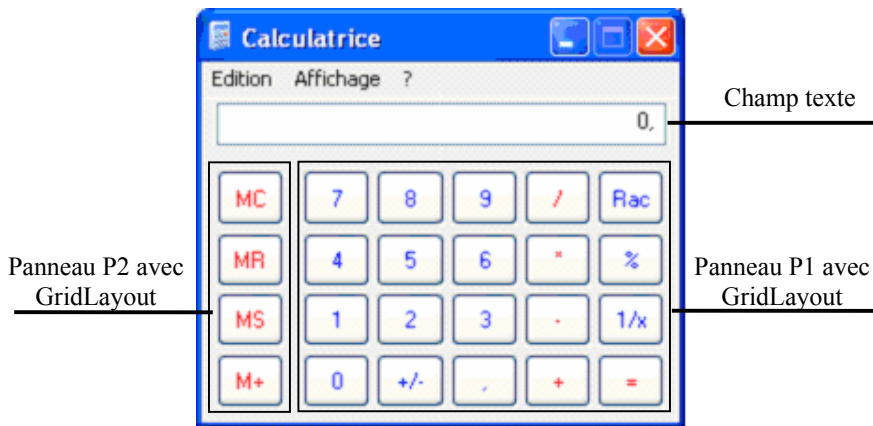 Calculatrice
Edition Affichage ?
0,
Champ texte
MC 7 8 9 / Rac
MR 4 5 6 * %
MS 1 2 3 - 1/x
M+ 0 +/- , + =
Panneau P2 avec
GridLayout
Panneau P1 avec
GridLayout